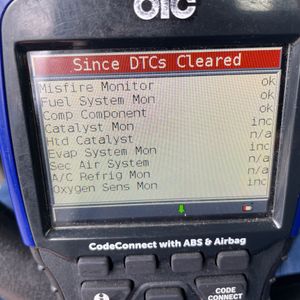 OTC
Since DTCs Cleared
Misfire Monitor ok
Fuel System Mon ok
Comp Component ok
Catalyst Mon inc
Htd Catalyst n/a
Evap System Mon inc
Sec Air System n/a
A/C Refrig Mon n/a
Oxygen Sens Mon inc
CodeConnect with ABS & Airbag
CODE
CONNECT